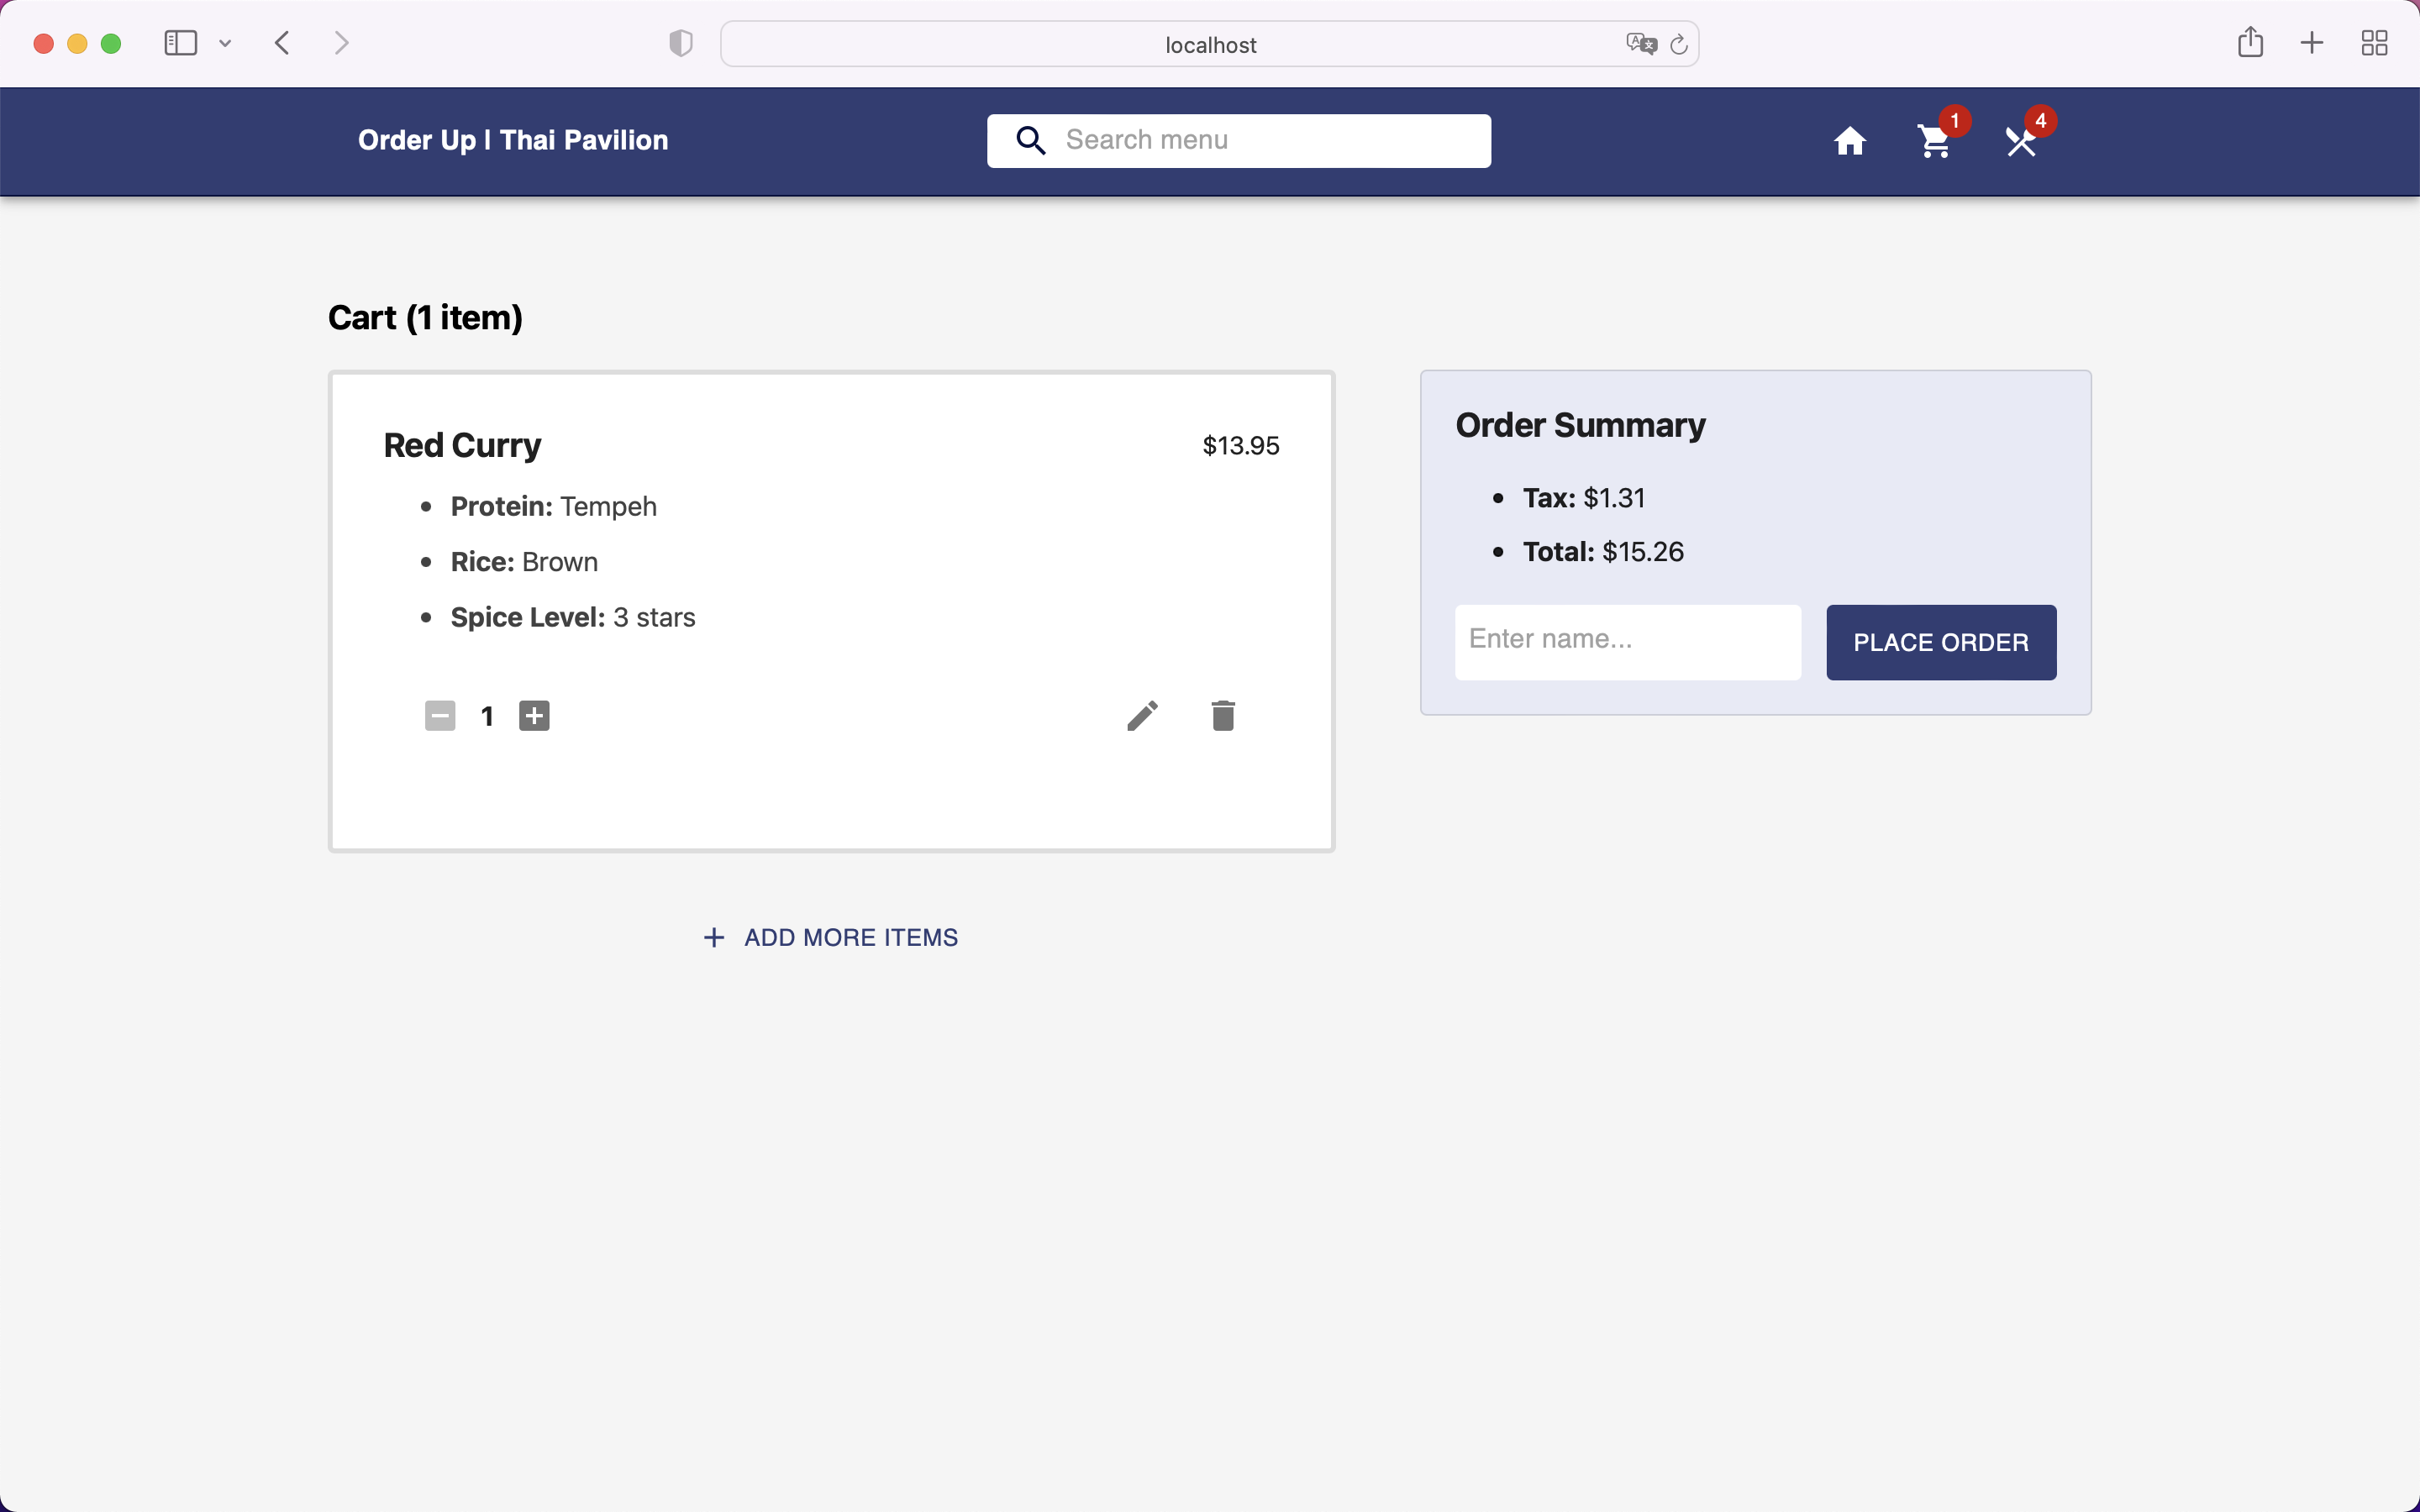 localhost
Order Up | Thai Pavilion
Search menu
1
4
Cart (1 item)
Red Curry
$13.95
Protein: Tempeh
Rice: Brown
Spice Level: 3 stars
1
ADD MORE ITEMS
Order Summary
Tax: $1.31
Total: $15.26
Enter name...
PLACE ORDER